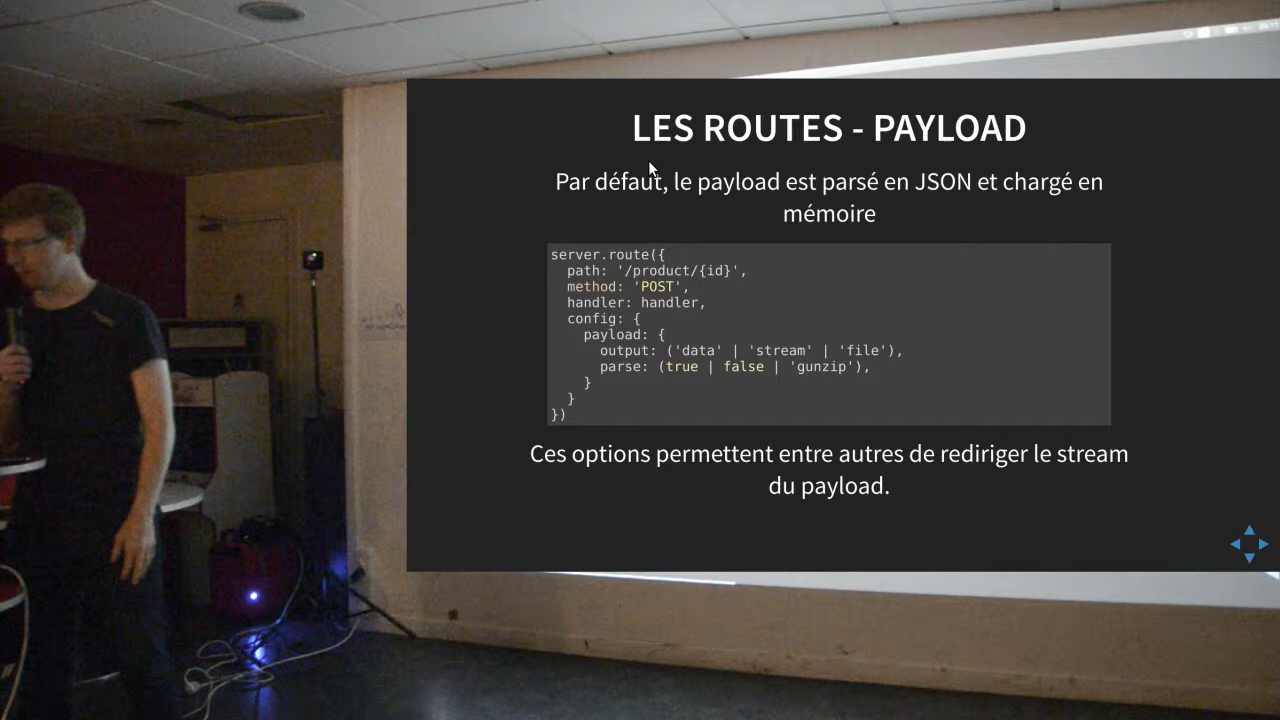 LES ROUTES - PAYLOAD
Par défaut, le payload est parsé en JSON et chargé en
mémoire
server.route({
  path: '/product/{id}',
  method: 'POST',
  handler: handler,
  config: {
    payload: {
      output: ('data' | 'stream' | 'file'),
      parse: (true | false | 'gunzip'),
    }
  }
})
Ces options permettent entre autres de rediriger le stream
du payload.